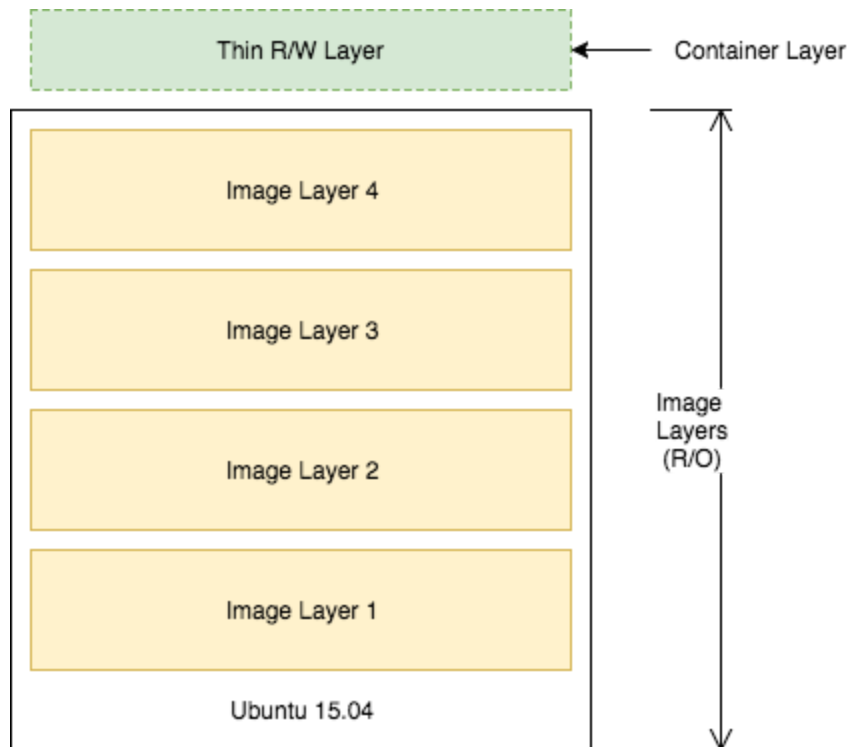 Thin R/W Layer
Container Layer
Image Layer 4
Image Layer 3
Image
Layers
(R/O)
Image Layer 2
Image Layer 1
Ubuntu 15.04